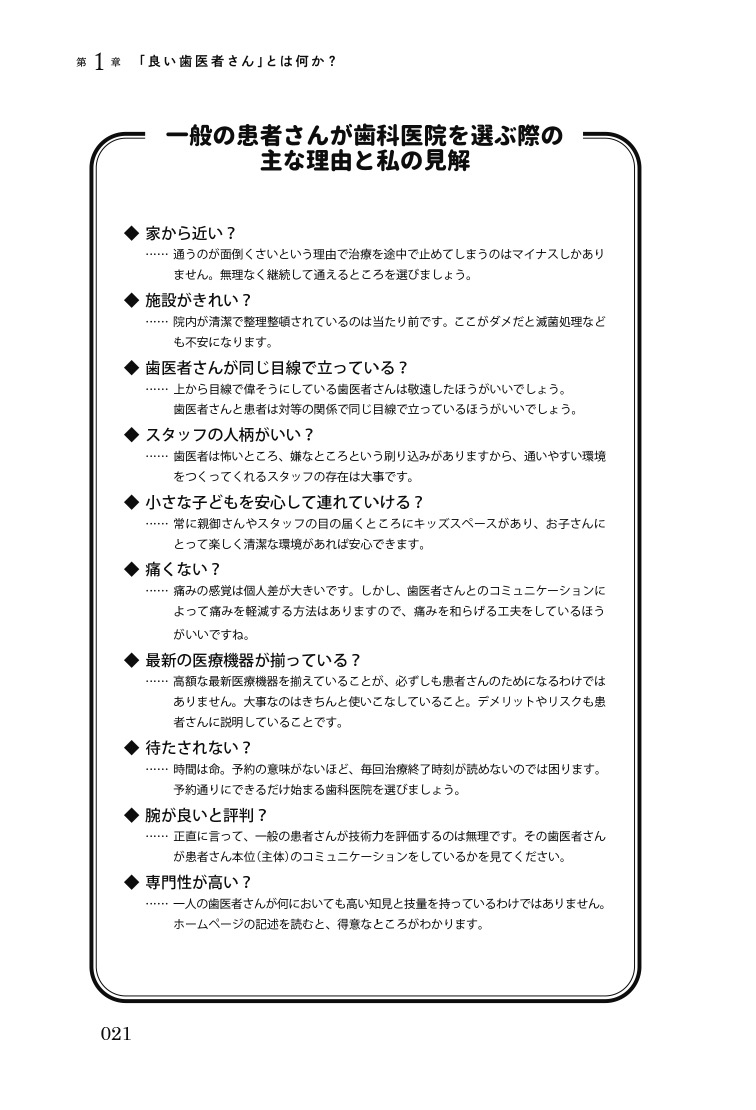 第1章 「良い歯医者さん」とは何か？
一般の患者さんが歯科医院を選ぶ際の
主な理由と私の見解
◆ 家から近い？
…… 通うのが面倒くさいという理由で治療を途中で止めてしまうのはマイナスしかあり
ません。無理なく継続して通えるところを選びましょう。
◆ 施設がきれい？
…… 院内が清潔で整理整頓されているのは当たり前です。ここがダメだと滅菌処理など
も不安になります。
◆ 歯医者さんが同じ目線で立っている？
…… 上から目線で偉そうにしている歯医者さんは敬遠したほうがいいでしょう。
歯医者さんと患者は対等の関係で同じ目線で立っているほうがいいでしょう。
◆ スタッフの人柄がいい？
…… 歯医者は怖いところ、嫌なところという刷り込みがありますから、通いやすい環境
をつくってくれるスタッフの存在は大事です。
◆ 小さな子どもを安心して連れていける？
…… 常に親御さんやスタッフの目の届くところにキッズスペースがあり、お子さんに
とって楽しく清潔な環境があれば安心できます。
◆ 痛くない？
…… 痛みの感覚は個人差が大きいです。しかし、歯医者さんとのコミュニケーションに
よって痛みを軽減する方法はありますので、痛みを和らげる工夫をしているほう
がいいですね。
◆ 最新の医療機器が揃っている？
…… 高額な最新医療機器を揃えていることが、必ずしも患者さんのためになるわけでは
ありません。大事なのはきちんと使いこなしていること。デメリットやリスクも患
者さんに説明していることです。
◆ 待たされない？
…… 時間は命。予約の意味がないほど、毎回治療終了時刻が読めないのでは困ります。
予約通りにできるだけ始まる歯科医院を選びましょう。
◆ 腕が良いと評判？
…… 正直に言って、一般の患者さんが技術力を評価するのは無理です。その歯医者さん
が患者さん本位（主体）のコミュニケーションをしているかを見てください。
◆ 専門性が高い？
…… 一人の歯医者さんが何においても高い知見と技量を持っているわけではありません。
ホームページの記述を読むと、得意なところがわかります。
021